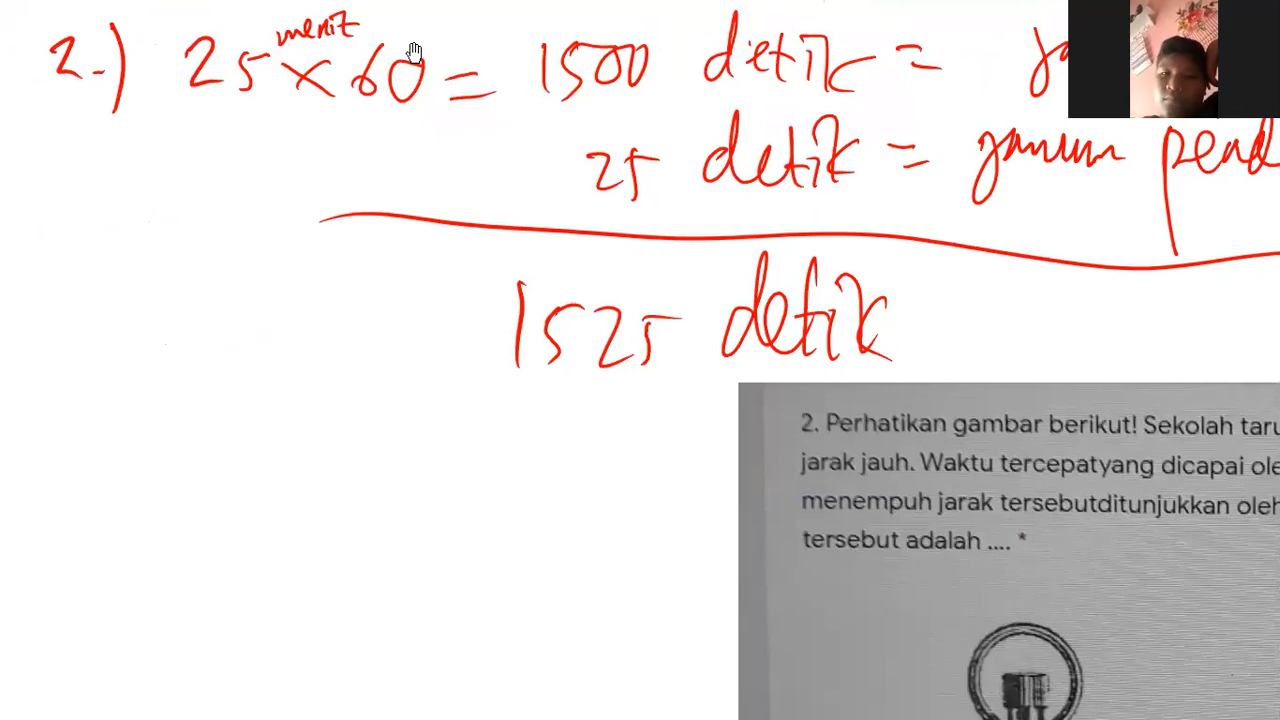 2.) 25 menit × 60 = 1500 detik =
25 detik = jarum
1525 detik
2. Perhatikan gambar berikut! Sekolah
jarak jauh. Waktu tercepatyang dicapai
menempuh jarak tersebutditunjukkan
tersebut adalah .... *